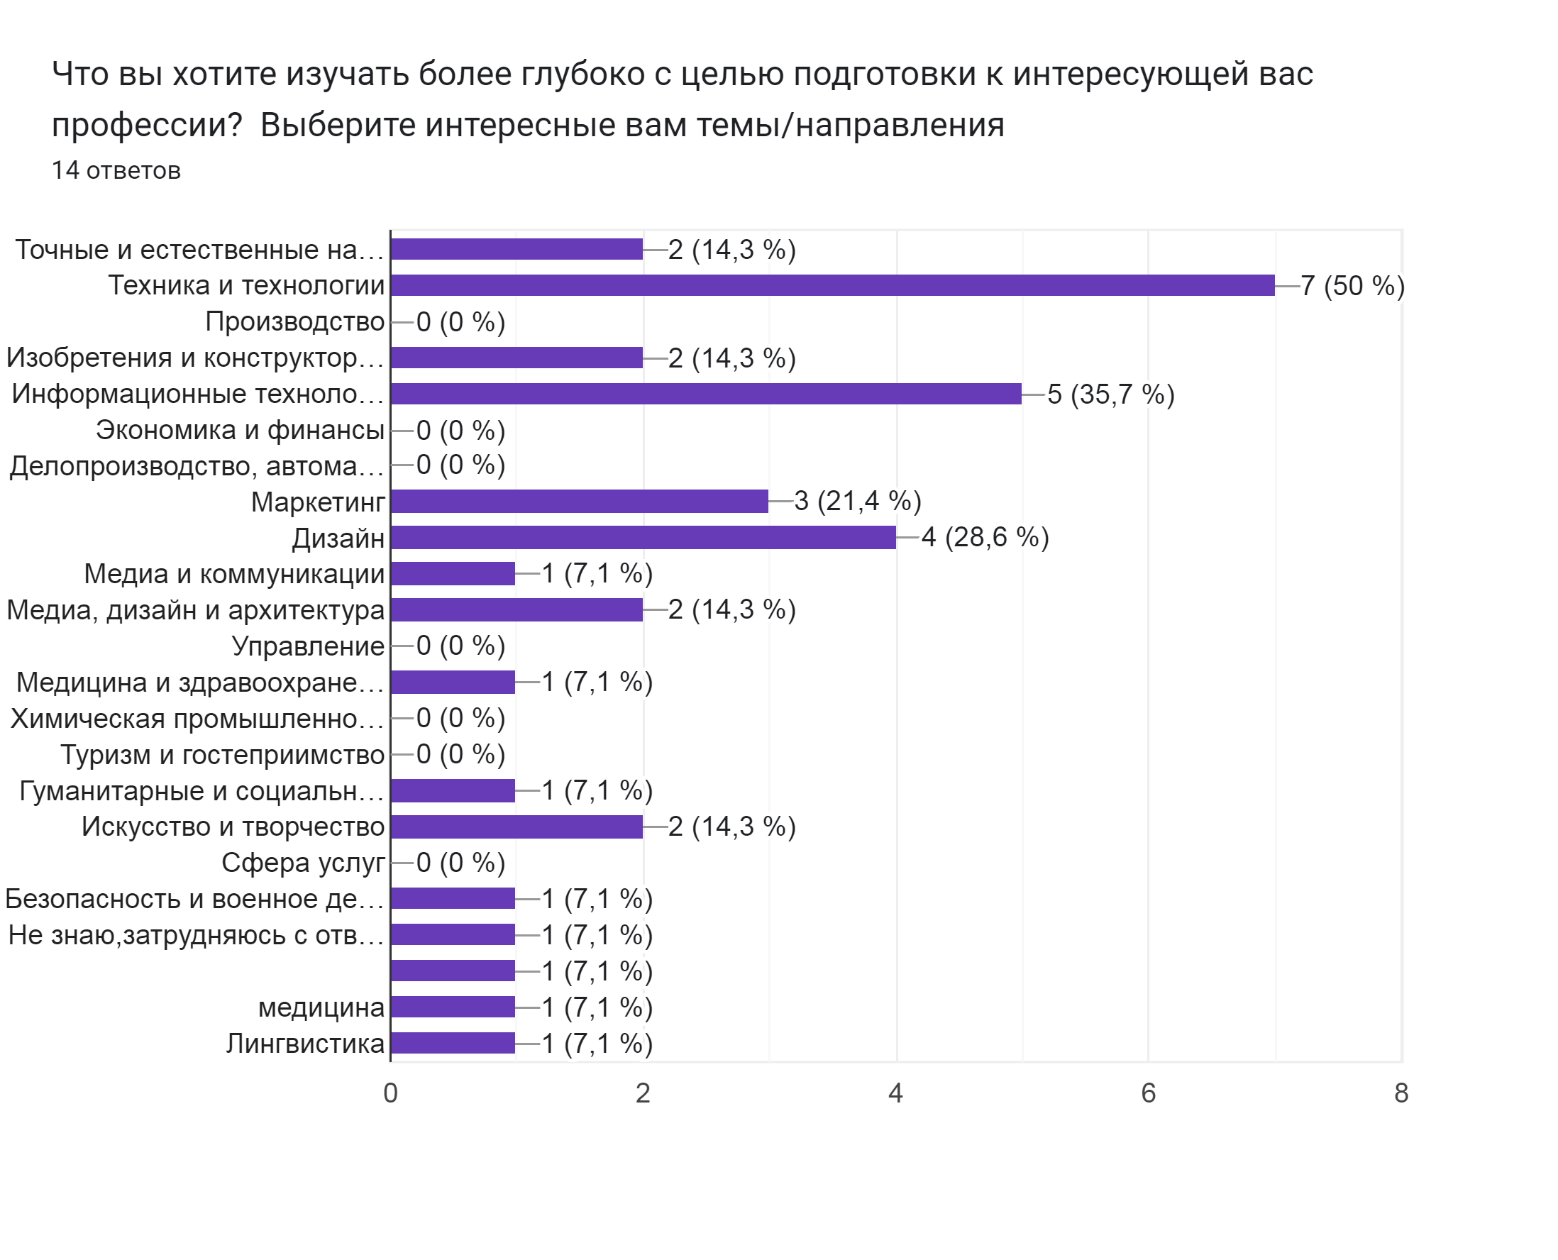 Что вы хотите изучать более глубоко с целью подготовки к интересующей вас
профессии?  Выберите интересные вам темы/направления
14 ответов
Точные и естественные на… 2 (14,3 %)
Техника и технологии 7 (50 %)
Производство 0 (0 %)
Изобретения и конструктор… 2 (14,3 %)
Информационные техноло… 5 (35,7 %)
Экономика и финансы 0 (0 %)
Делопроизводство, автома… 0 (0 %)
Маркетинг 3 (21,4 %)
Дизайн 4 (28,6 %)
Медиа и коммуникации 1 (7,1 %)
Медиа, дизайн и архитектура 2 (14,3 %)
Управление 0 (0 %)
Медицина и здравоохране… 1 (7,1 %)
Химическая промышленно… 0 (0 %)
Туризм и гостеприимство 0 (0 %)
Гуманитарные и социальн… 1 (7,1 %)
Искусство и творчество 2 (14,3 %)
Сфера услуг 0 (0 %)
Безопасность и военное де… 1 (7,1 %)
Не знаю,затрудняюсь с отв… 1 (7,1 %)
1 (7,1 %)
медицина 1 (7,1 %)
Лингвистика 1 (7,1 %)
0 2 4 6 8